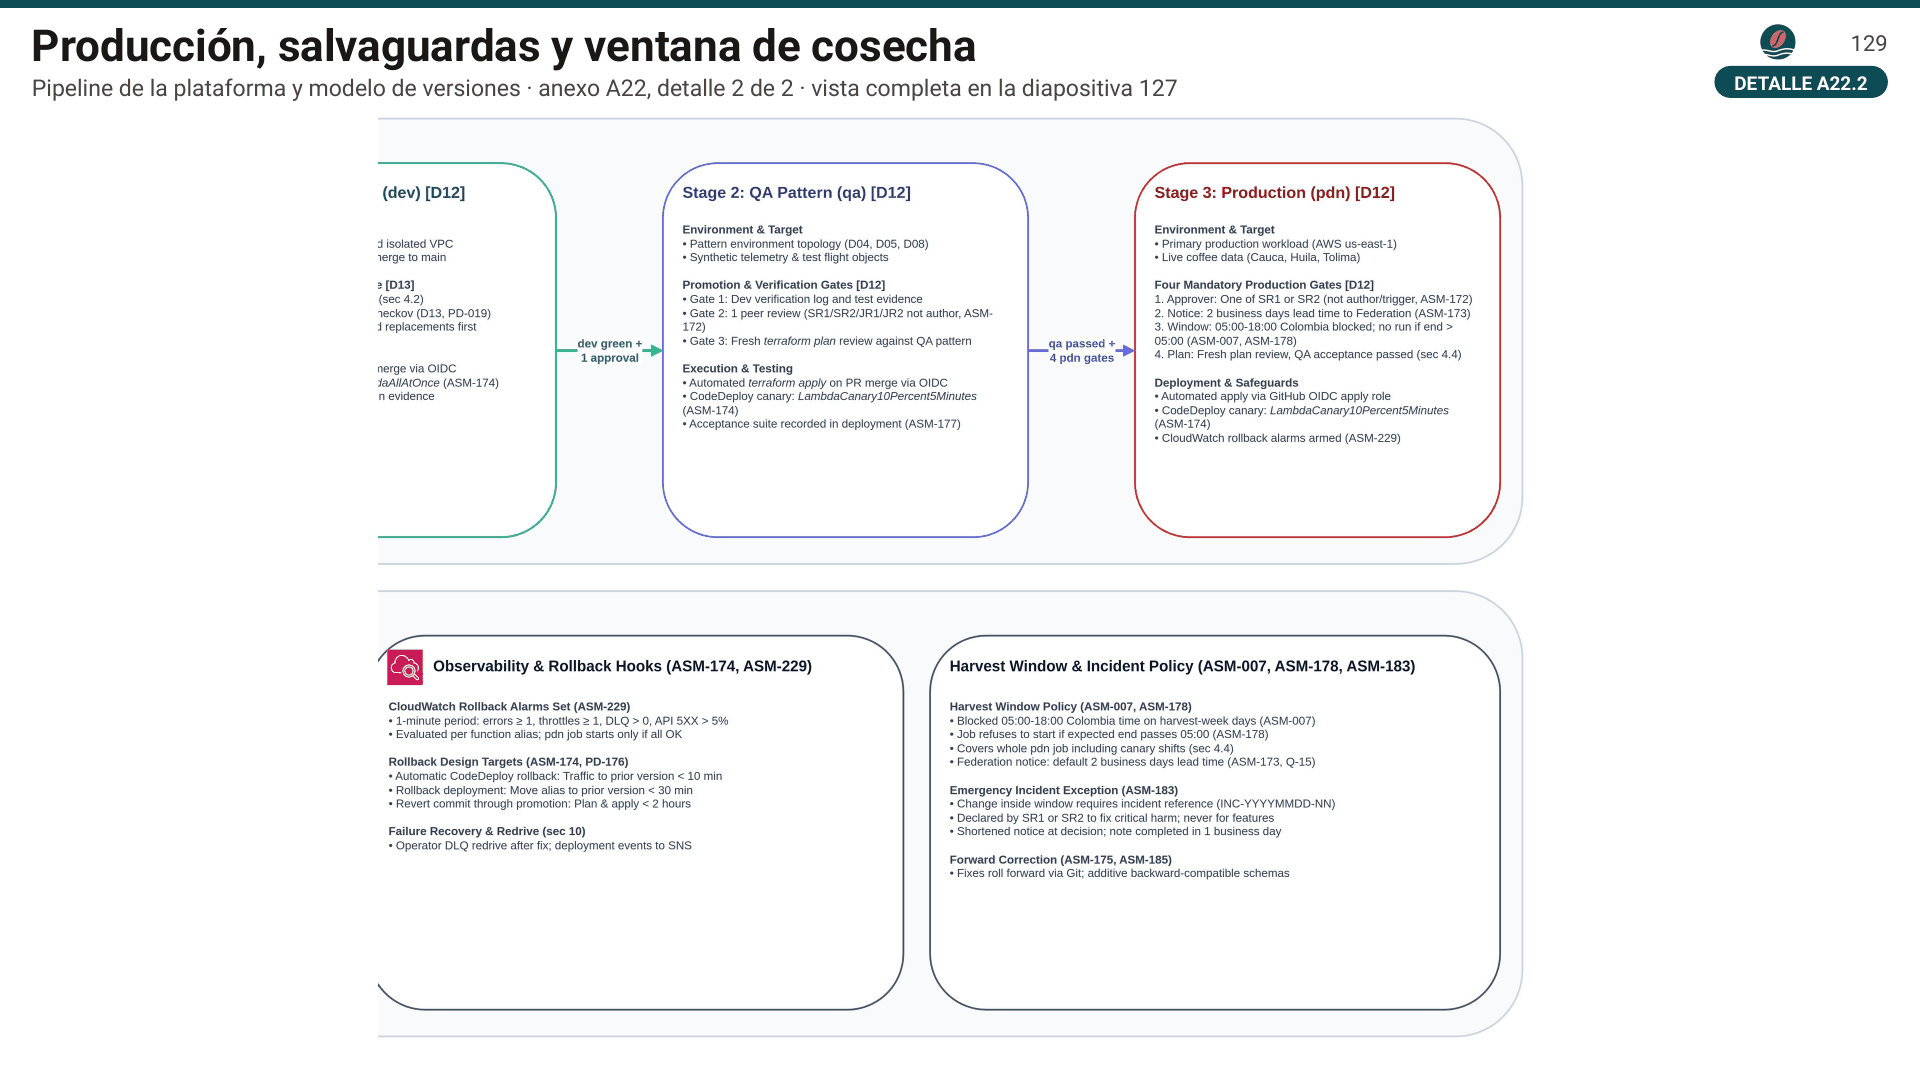 Producción, salvaguardas y ventana de cosecha
Pipeline de la plataforma y modelo de versiones · anexo A22, detalle 2 de 2 · vista completa en la diapositiva 127
129
DETALLE A22.2
(dev) [D12]
d isolated VPC
erge to main
e [D13]
(sec 4.2)
heckov (D13, PD-019)
d replacements first
merge via OIDC
daAllAtOnce (ASM-174)
n evidence
dev green +
1 approval
Stage 2: QA Pattern (qa) [D12]
Environment & Target
• Pattern environment topology (D04, D05, D08)
• Synthetic telemetry & test flight objects
Promotion & Verification Gates [D12]
• Gate 1: Dev verification log and test evidence
• Gate 2: 1 peer review (SR1/SR2/JR1/JR2 not author, ASM-
172)
• Gate 3: Fresh terraform plan review against QA pattern
Execution & Testing
• Automated terraform apply on PR merge via OIDC
• CodeDeploy canary: LambdaCanary10Percent5Minutes
(ASM-174)
• Acceptance suite recorded in deployment (ASM-177)
qa passed +
4 pdn gates
Stage 3: Production (pdn) [D12]
Environment & Target
• Primary production workload (AWS us-east-1)
• Live coffee data (Cauca, Huila, Tolima)
Four Mandatory Production Gates [D12]
1. Approver: One of SR1 or SR2 (not author/trigger, ASM-172)
2. Notice: 2 business days lead time to Federation (ASM-173)
3. Window: 05:00-18:00 Colombia blocked; no run if end >
05:00 (ASM-007, ASM-178)
4. Plan: Fresh plan review, QA acceptance passed (sec 4.4)
Deployment & Safeguards
• Automated apply via GitHub OIDC apply role
• CodeDeploy canary: LambdaCanary10Percent5Minutes
(ASM-174)
• CloudWatch rollback alarms armed (ASM-229)
Observability & Rollback Hooks (ASM-174, ASM-229)
CloudWatch Rollback Alarms Set (ASM-229)
• 1-minute period: errors ≥ 1, throttles ≥ 1, DLQ > 0, API 5XX > 5%
• Evaluated per function alias; pdn job starts only if all OK
Rollback Design Targets (ASM-174, PD-176)
• Automatic CodeDeploy rollback: Traffic to prior version < 10 min
• Rollback deployment: Move alias to prior version < 30 min
• Revert commit through promotion: Plan & apply < 2 hours
Failure Recovery & Redrive (sec 10)
• Operator DLQ redrive after fix; deployment events to SNS
Harvest Window & Incident Policy (ASM-007, ASM-178, ASM-183)
Harvest Window Policy (ASM-007, ASM-178)
• Blocked 05:00-18:00 Colombia time on harvest-week days (ASM-007)
• Job refuses to start if expected end passes 05:00 (ASM-178)
• Covers whole pdn job including canary shifts (sec 4.4)
• Federation notice: default 2 business days lead time (ASM-173, Q-15)
Emergency Incident Exception (ASM-183)
• Change inside window requires incident reference (INC-YYYYMMDD-NN)
• Declared by SR1 or SR2 to fix critical harm; never for features
• Shortened notice at decision; note completed in 1 business day
Forward Correction (ASM-175, ASM-185)
• Fixes roll forward via Git; additive backward-compatible schemas